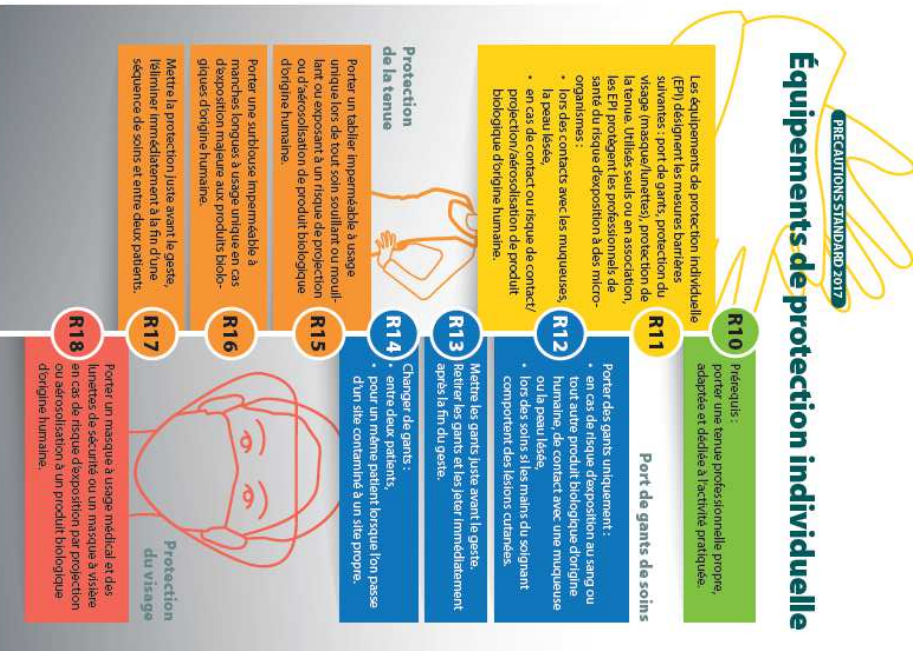 PRÉCAUTIONS STANDARD 2017
Équipements de protection individuelle
R10
Prérequis :
porter une tenue professionnelle propre,
adaptée et dédiée à l'activité pratiquée.
R11
Les équipements de protection individuelle
(EPI) désignent les mesures barrières
suivantes : port de gants, protection du
visage (masque/lunettes), protection de
la tenue. Utilisés seuls ou en association,
les EPI protègent les professionnels de
santé du risque d'exposition à des micro-
organismes :
• lors des contacts avec les muqueuses,
la peau lésée,
• en cas de contact ou risque de contact/
projection/aérosolisation de produit
biologique d'origine humaine.
Port de gants de soins
R12
Porter des gants uniquement :
• en cas de risque d'exposition au sang ou
tout autre produit biologique d'origine
humaine, de contact avec une muqueuse
ou la peau lésée,
• lors des soins si les mains du soignant
comportent des lésions cutanées.
R13
Mettre les gants juste avant le geste.
Retirer les gants et les jeter immédiatement
après la fin du geste.
R14
Changer de gants :
• entre deux patients,
• pour un même patient lorsque l'on passe
d'un site contaminé à un site propre.
Protection
de la tenue
R15
Porter un tablier imperméable à usage
unique lors de tout soin souillant ou mouil-
lant ou exposant à un risque de projection
ou d'aérosolisation de produit biologique
d'origine humaine.
R16
Porter une surblouse imperméable à
manches longues à usage unique en cas
d'exposition majeure aux produits biolo-
giques d'origine humaine.
R17
Mettre la protection juste avant le geste,
l'éliminer immédiatement à la fin d'une
séquence de soins et entre deux patients.
Protection
du visage
R18
Porter un masque à usage médical et des
lunettes de sécurité ou un masque à visière
en cas de risque d'exposition par projection
ou aérosolisation à un produit biologique
d'origine humaine.